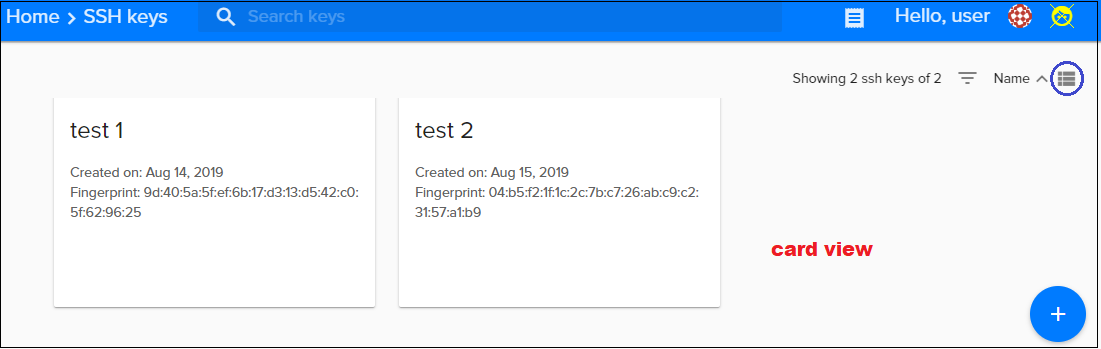 Home > SSH keys
Search keys
Hello, user
Showing 2 ssh keys of 2
Name
test 1
Created on: Aug 14, 2019
Fingerprint: 9d:40:5a:5f:ef:6b:17:d3:13:d5:42:c0:
5f:62:96:25
test 2
Created on: Aug 15, 2019
Fingerprint: 04:b5:f2:1f:1c:2c:7b:c7:26:ab:c9:c2:
31:57:a1:b9
card view